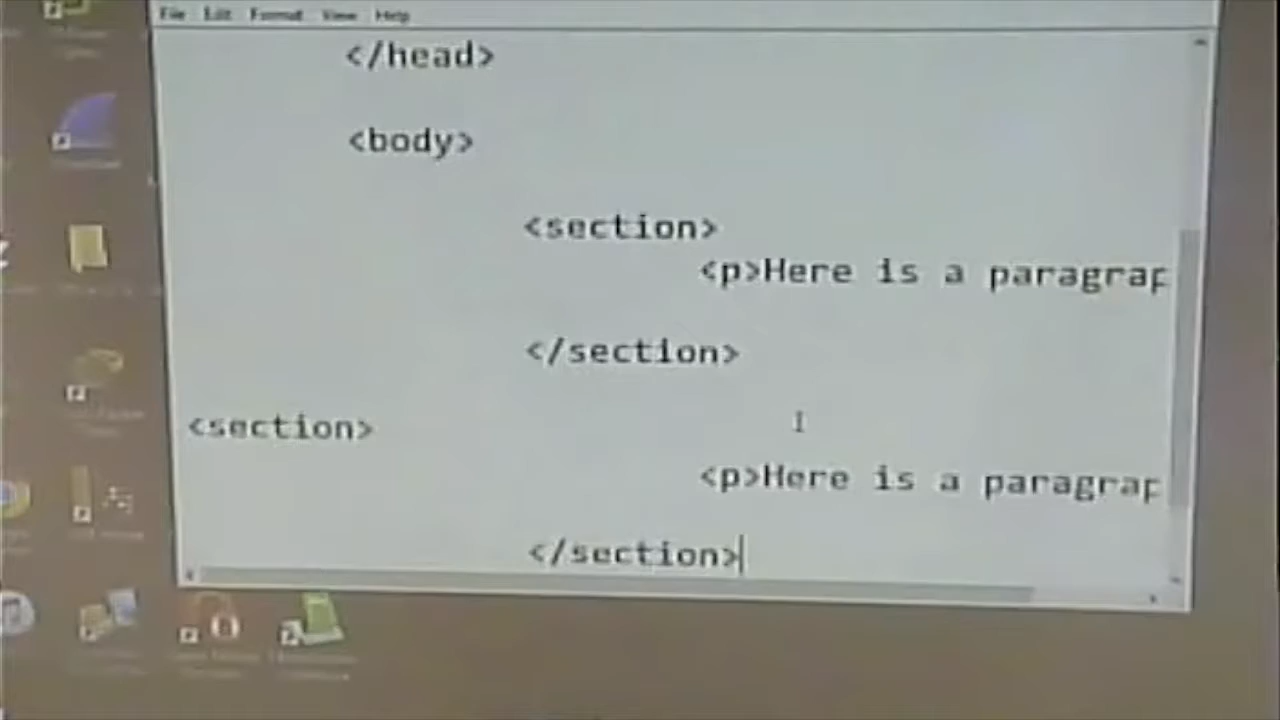 File Edit Format View Help
</head>
<body>
<section>
<p>Here is a paragrap
</section>
<section>
<p>Here is a paragrap
</section>